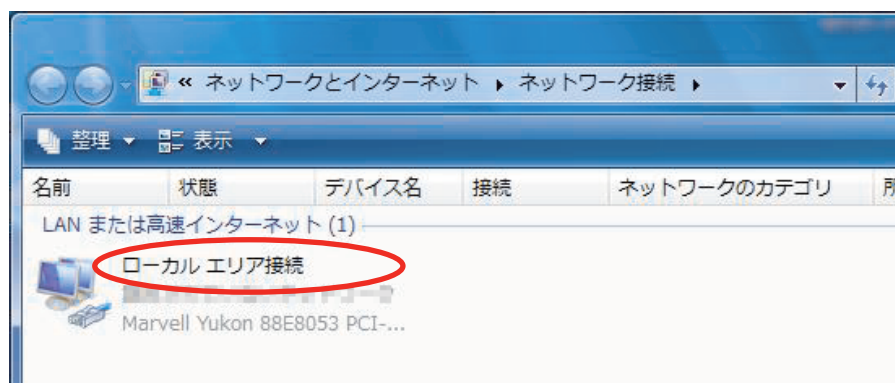 « ネットワークとインターネット ▸ ネットワーク接続 ▸
整理 表示
名前 状態 デバイス名 接続 ネットワークのカテゴリ 所
LAN または高速インターネット (1)
ローカル エリア接続
Marvell Yukon 88E8053 PCI-...